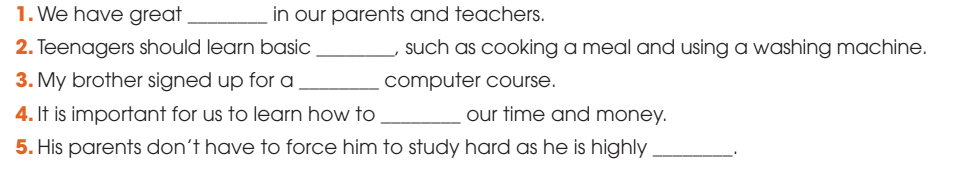 1. We have great ________ in our parents and teachers.
2. Teenagers should learn basic ________, such as cooking a meal and using a washing machine.
3. My brother signed up for a ________ computer course.
4. It is important for us to learn how to ________ our time and money.
5. His parents don't have to force him to study hard as he is highly ________.